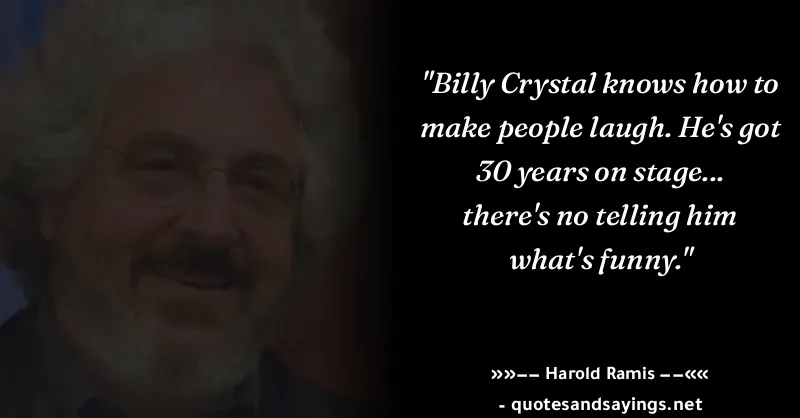 "Billy Crystal knows how to
make people laugh. He's got
30 years on stage...
there's no telling him
what's funny."
»»−− Harold Ramis −−««
- quotesandsayings.net